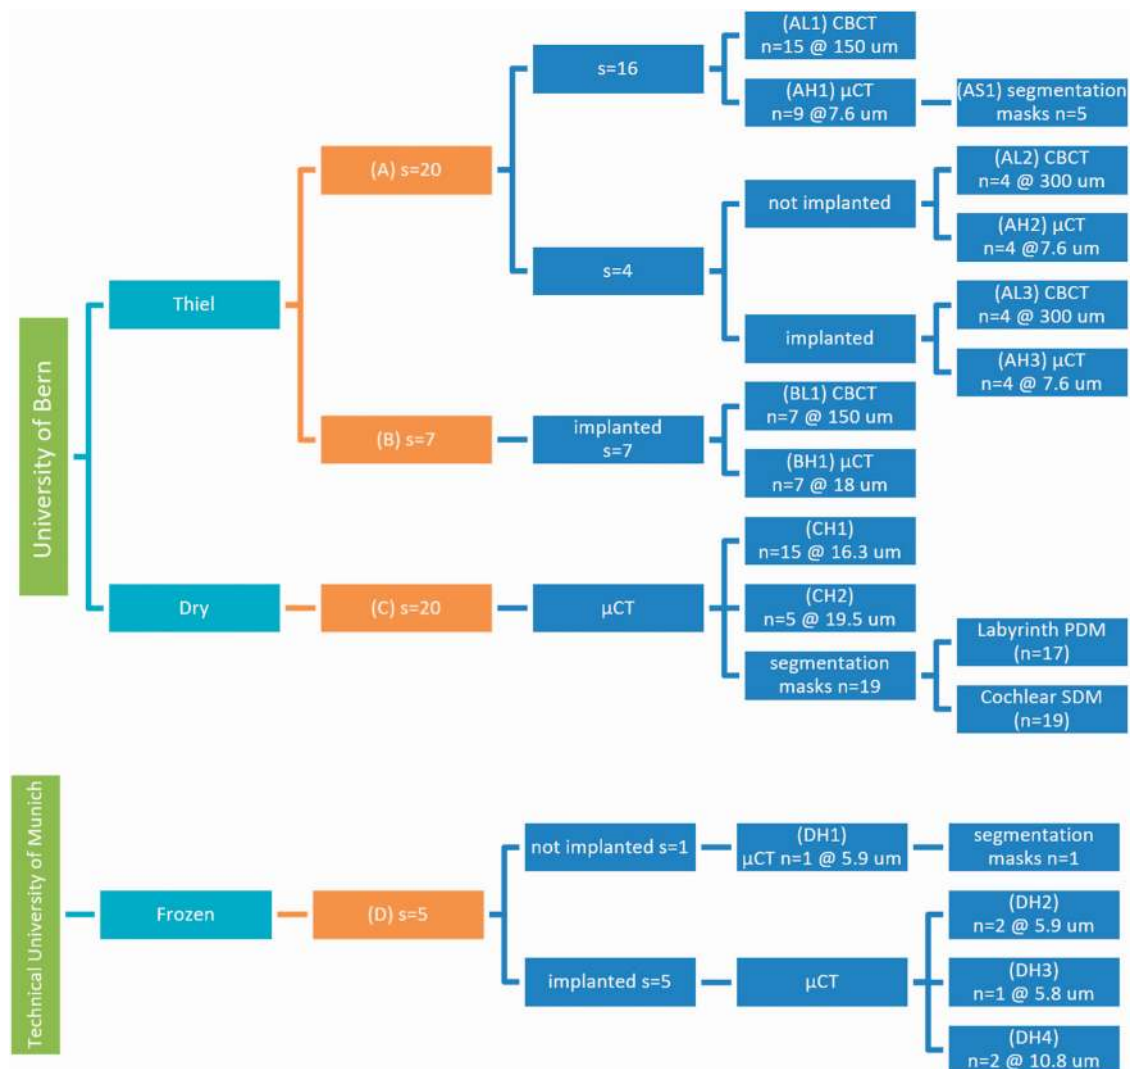 University of Bern
Thiel
(A) s=20
s=16
(AL1) CBCT
n=15 @ 150 um
(AH1) µCT
n=9 @7.6 um
(AS1) segmentation
masks n=5
s=4
not implanted
(AL2) CBCT
n=4 @ 300 um
(AH2) µCT
n=4 @7.6 um
implanted
(AL3) CBCT
n=4 @ 300 um
(AH3) µCT
n=4 @ 7.6 um
(B) s=7
implanted
s=7
(BL1) CBCT
n=7 @ 150 um
(BH1) µCT
n=7 @ 18 um
Dry
(C) s=20
µCT
(CH1)
n=15 @ 16.3 um
(CH2)
n=5 @ 19.5 um
segmentation
masks n=19
Labyrinth PDM
(n=17)
Cochlear SDM
(n=19)
Technical University of Munich
Frozen
(D) s=5
not implanted s=1
(DH1)
µCT n=1 @ 5.9 um
segmentation
masks n=1
implanted s=5
µCT
(DH2)
n=2 @ 5.9 um
(DH3)
n=1 @ 5.8 um
(DH4)
n=2 @ 10.8 um